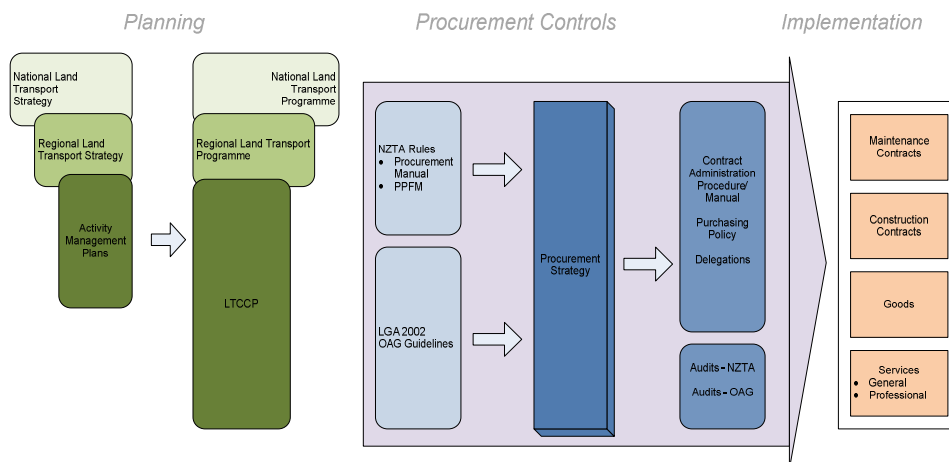 Planning
Procurement Controls
Implementation
National Land
Transport
Strategy
Regional Land
Transport Strategy
Activity
Management
Plans
National Land
Transport
Programme
Regional Land Transport
Programme
LTCCP
NZTA Rules
• Procurement
Manual
• PPFM
LGA 2002
OAG Guidelines
Procurement
Strategy
Contract
Administration
Procedure/
Manual
Purchasing
Policy
Delegations
Audits - NZTA
Audits - OAG
Maintenance
Contracts
Construction
Contracts
Goods
Services
• General
• Professional